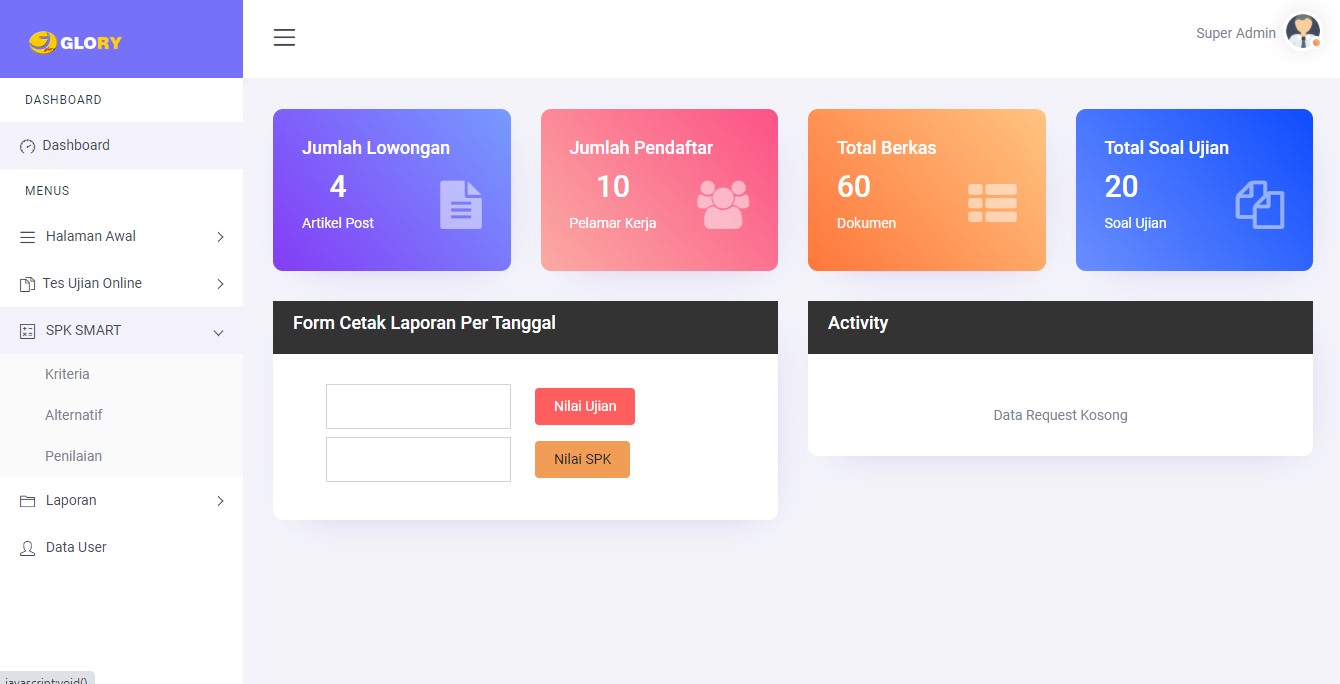 GLORY
Super Admin
DASHBOARD
Dashboard
MENUS
Halaman Awal
Tes Ujian Online
SPK SMART
Kriteria
Alternatif
Penilaian
Laporan
Data User
Jumlah Lowongan
4
Artikel Post
Jumlah Pendaftar
10
Pelamar Kerja
Total Berkas
60
Dokumen
Total Soal Ujian
20
Soal Ujian
Form Cetak Laporan Per Tanggal
Nilai Ujian
Nilai SPK
Activity
Data Request Kosong
javascript:void()